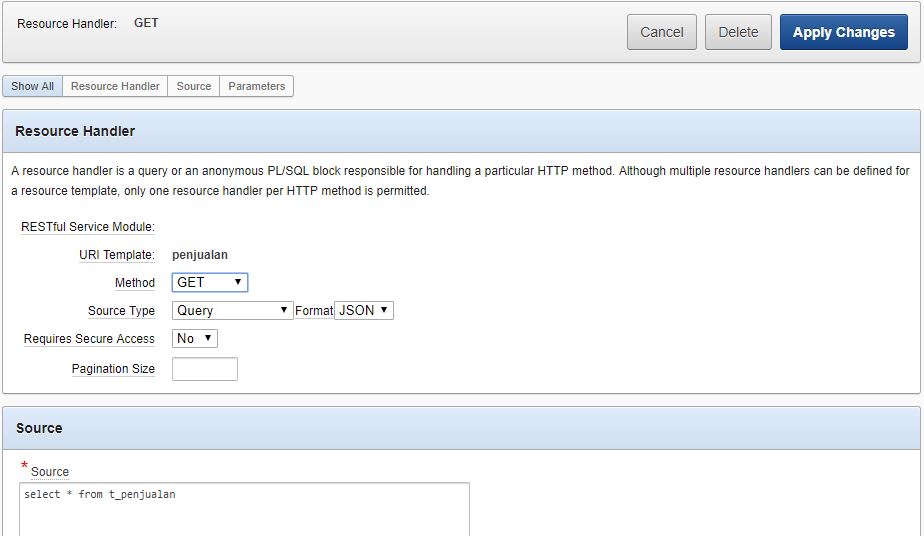 Resource Handler: GET
Cancel Delete Apply Changes
Show All Resource Handler Source Parameters
Resource Handler
A resource handler is a query or an anonymous PL/SQL block responsible for handling a particular HTTP method. Although multiple resource handlers can be defined for
a resource template, only one resource handler per HTTP method is permitted.
RESTful Service Module:
URI Template: penjualan
Method GET
Source Type Query Format JSON
Requires Secure Access No
Pagination Size
Source
* Source
select * from t_penjualan